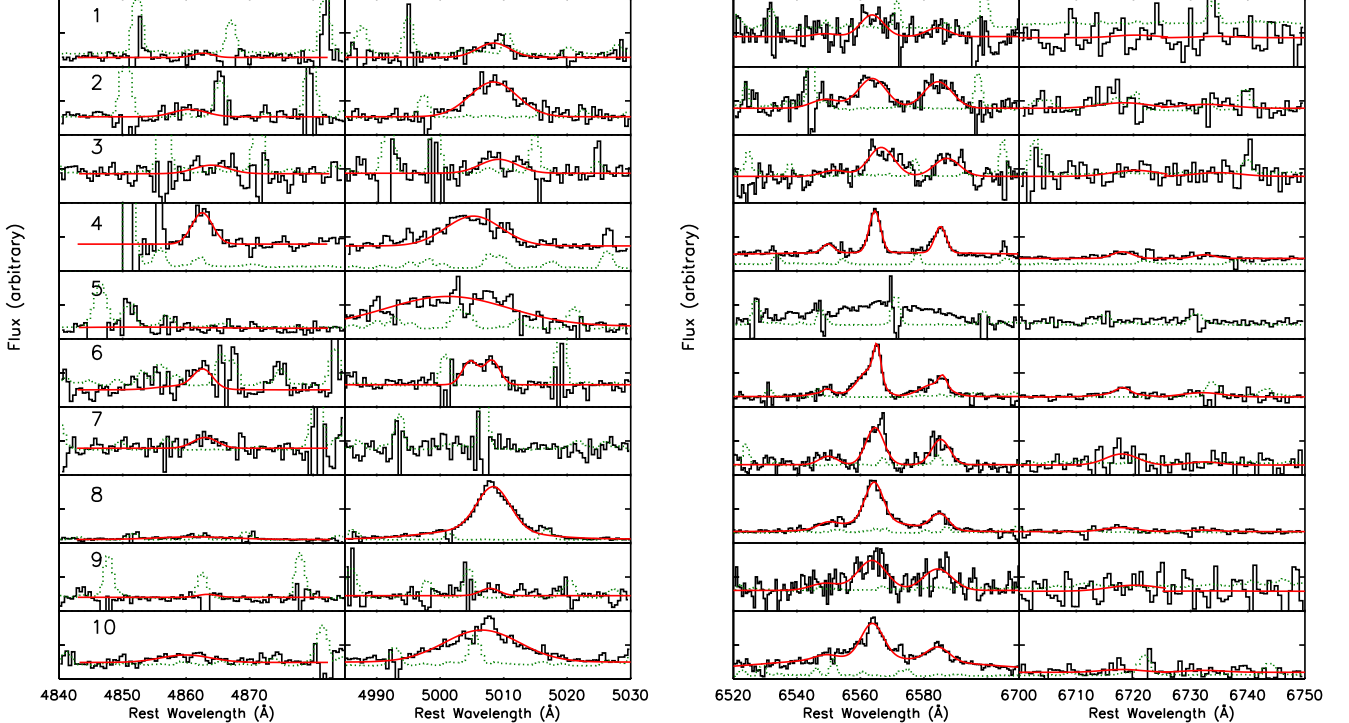 1
2
3
4
5
6
7
8
9
10
Flux (arbitrary)
Flux (arbitrary)
4840 4850 4860 4870 4990 5000 5010 5020 5030
6520 6540 6560 6580 6700 6710 6720 6730 6740 6750
Rest Wavelength (Å) Rest Wavelength (Å)
Rest Wavelength (Å) Rest Wavelength (Å)